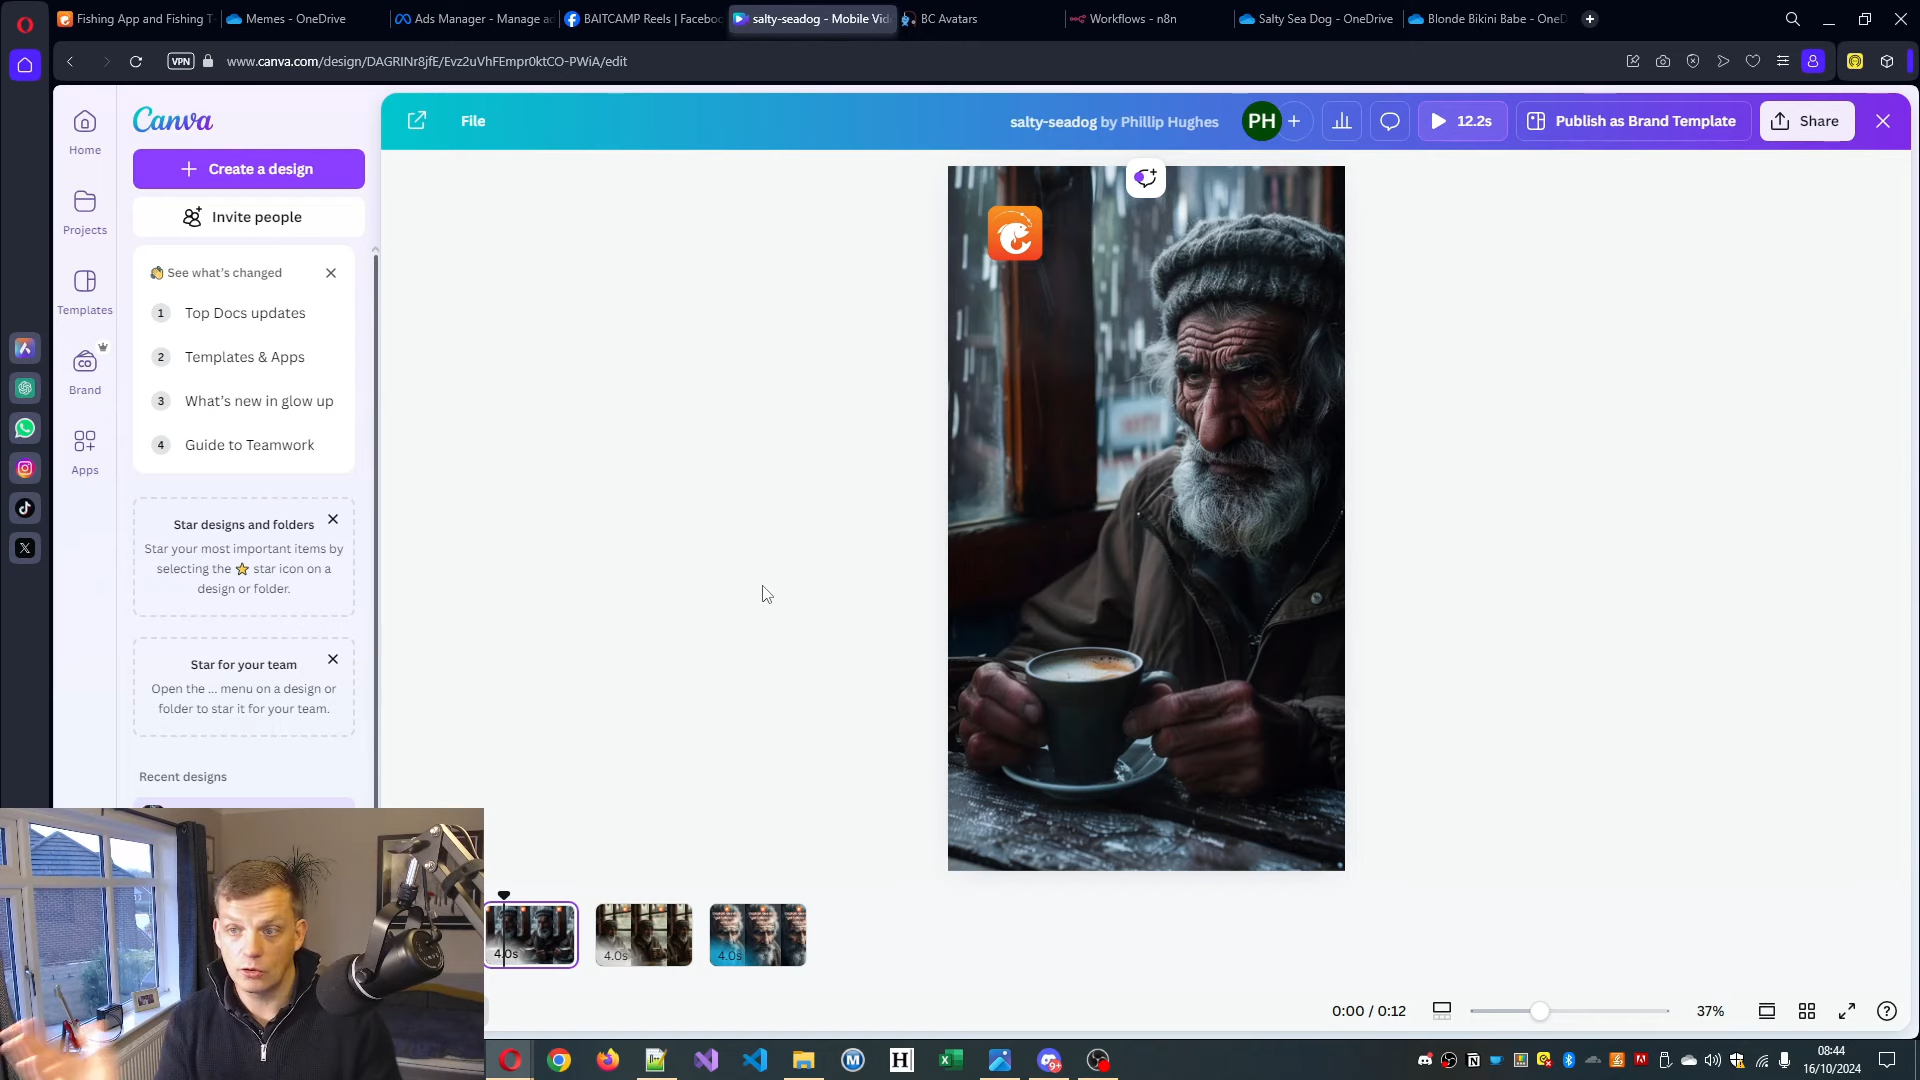 Fishing App and Fishing T
Memes - OneDrive
Ads Manager - Manage ad
BAITCAMP Reels | Faceboo
salty-seadog - Mobile Vide
BC Avatars
Workflows - n8n
Salty Sea Dog - OneDrive
Blonde Bikini Babe - OneD
VPN
www.canva.com/design/DAGRINr8jfE/Evz2uVhFEmpr0ktCO-PWiA/edit
Canva
File
salty-seadog by Phillip Hughes
PH
12.2s
Publish as Brand Template
Share
Home
Create a design
Projects
Invite people
See what's changed
1 Top Docs updates
Templates
2 Templates & Apps
Brand
3 What's new in glow up
4 Guide to Teamwork
Apps
Star designs and folders
Star your most important items by
selecting the star icon on a
design or folder.
Star for your team
Open the ... menu on a design or
folder to star it for your team.
Recent designs
4.0s
4.0s
4.0s
0:00 / 0:12
37%
08:44
16/10/2024